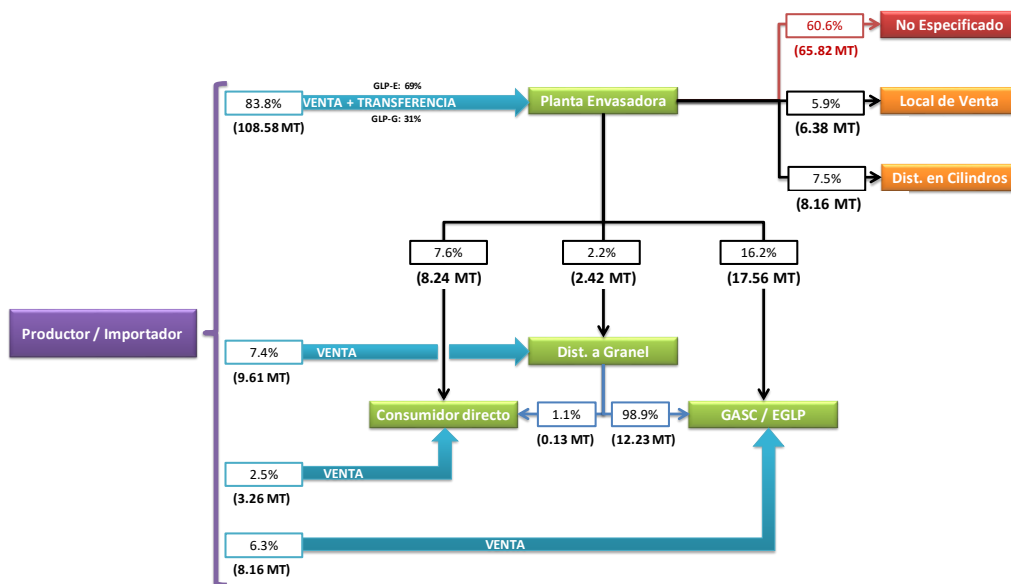 60.6%
No Especificado
(65.82 MT)
GLP-E: 69%
83.8%
VENTA + TRANSFERENCIA
Planta Envasadora
5.9%
Local de Venta
GLP-G: 31%
(108.58 MT)
(6.38 MT)
7.5%
Dist. en Cilindros
(8.16 MT)
7.6%
2.2%
16.2%
(8.24 MT)
(2.42 MT)
(17.56 MT)
Productor / Importador
7.4%
VENTA
Dist. a Granel
(9.61 MT)
Consumidor directo
1.1%
98.9%
GASC / EGLP
(0.13 MT)
(12.23 MT)
2.5%
VENTA
(3.26 MT)
6.3%
VENTA
(8.16 MT)